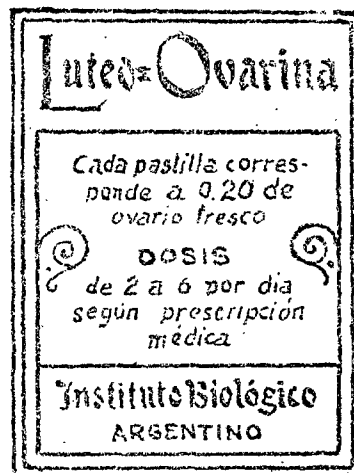 Luteo=Ovarina
Cada pastilla corres-
ponde a 0.20 de
ovario fresco
DOSIS
de 2 a 6 por dia
según prescripción
médica
Instituto Biológico
ARGENTINO